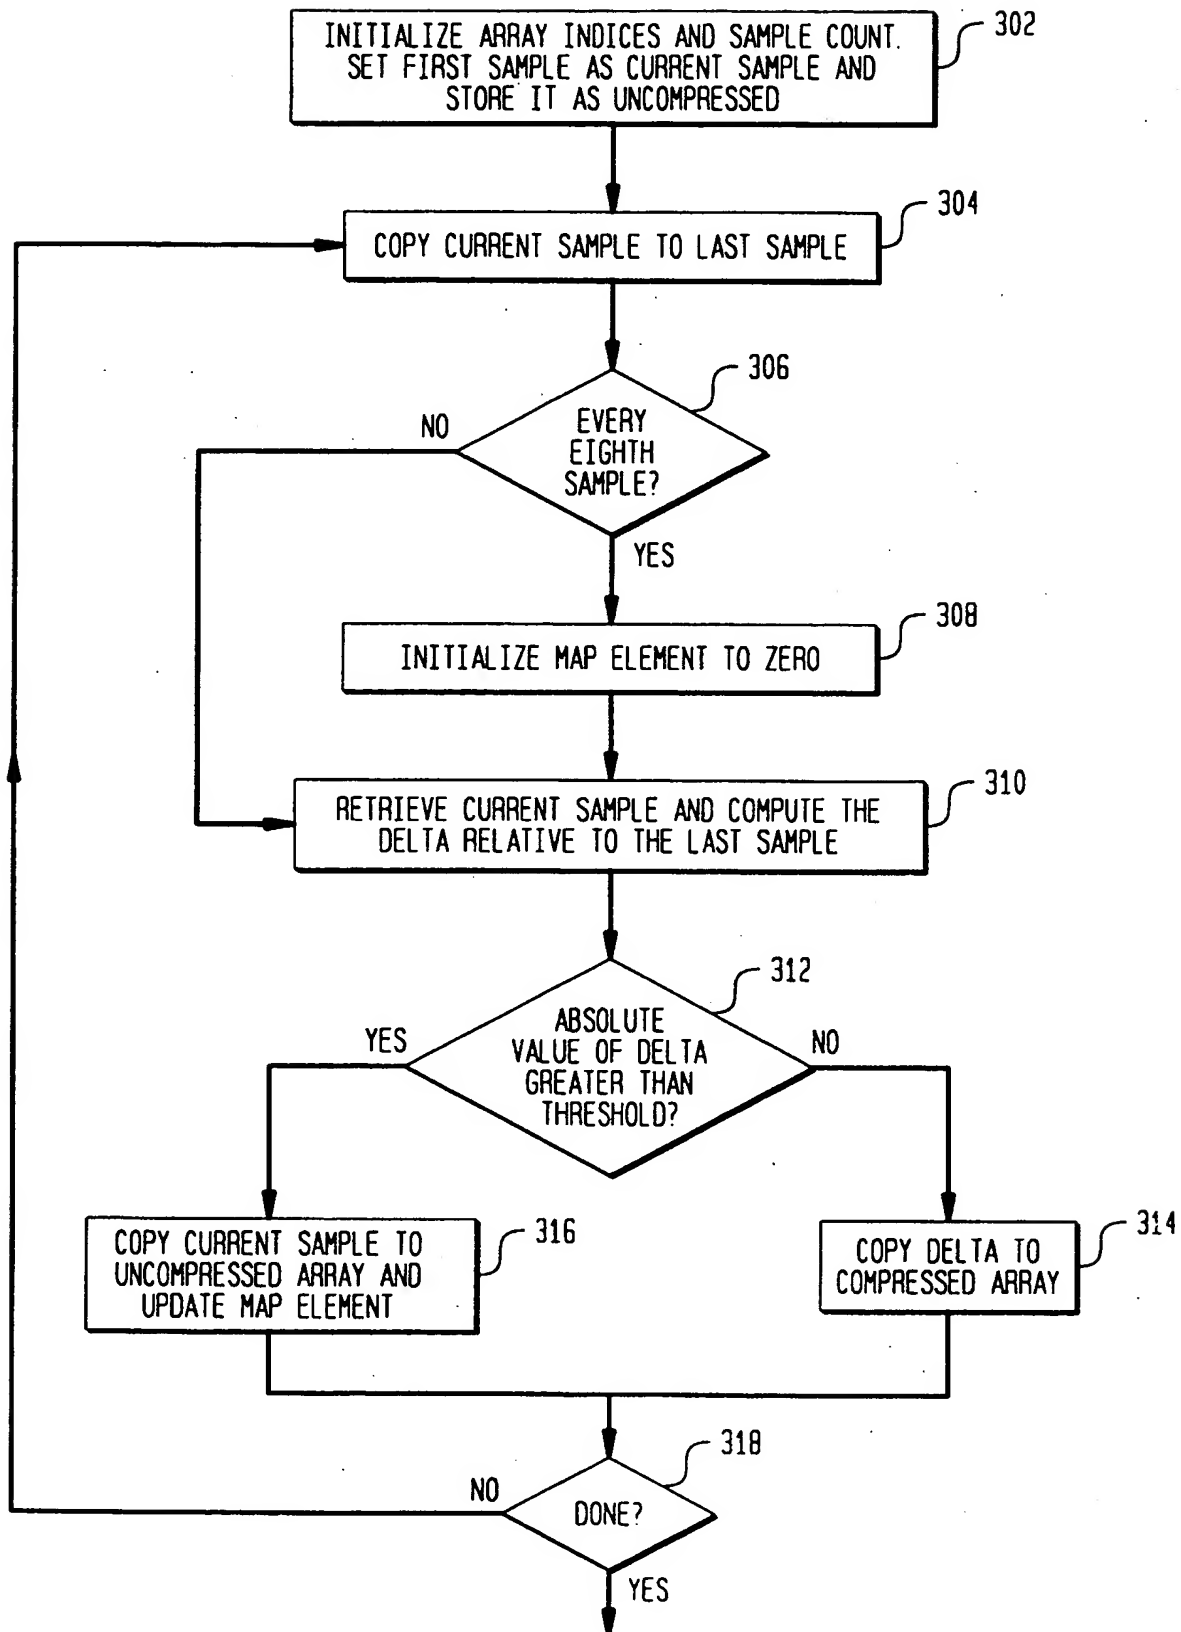 INITIALIZE ARRAY INDICES AND SAMPLE COUNT.
SET FIRST SAMPLE AS CURRENT SAMPLE AND
STORE IT AS UNCOMPRESSED
302
COPY CURRENT SAMPLE TO LAST SAMPLE
304
EVERY
EIGHTH
SAMPLE?
306
NO
YES
INITIALIZE MAP ELEMENT TO ZERO
308
RETRIEVE CURRENT SAMPLE AND COMPUTE THE
DELTA RELATIVE TO THE LAST SAMPLE
310
ABSOLUTE
VALUE OF DELTA
GREATER THAN
THRESHOLD?
312
YES
NO
COPY CURRENT SAMPLE TO
UNCOMPRESSED ARRAY AND
UPDATE MAP ELEMENT
316
COPY DELTA TO
COMPRESSED ARRAY
314
DONE?
318
NO
YES